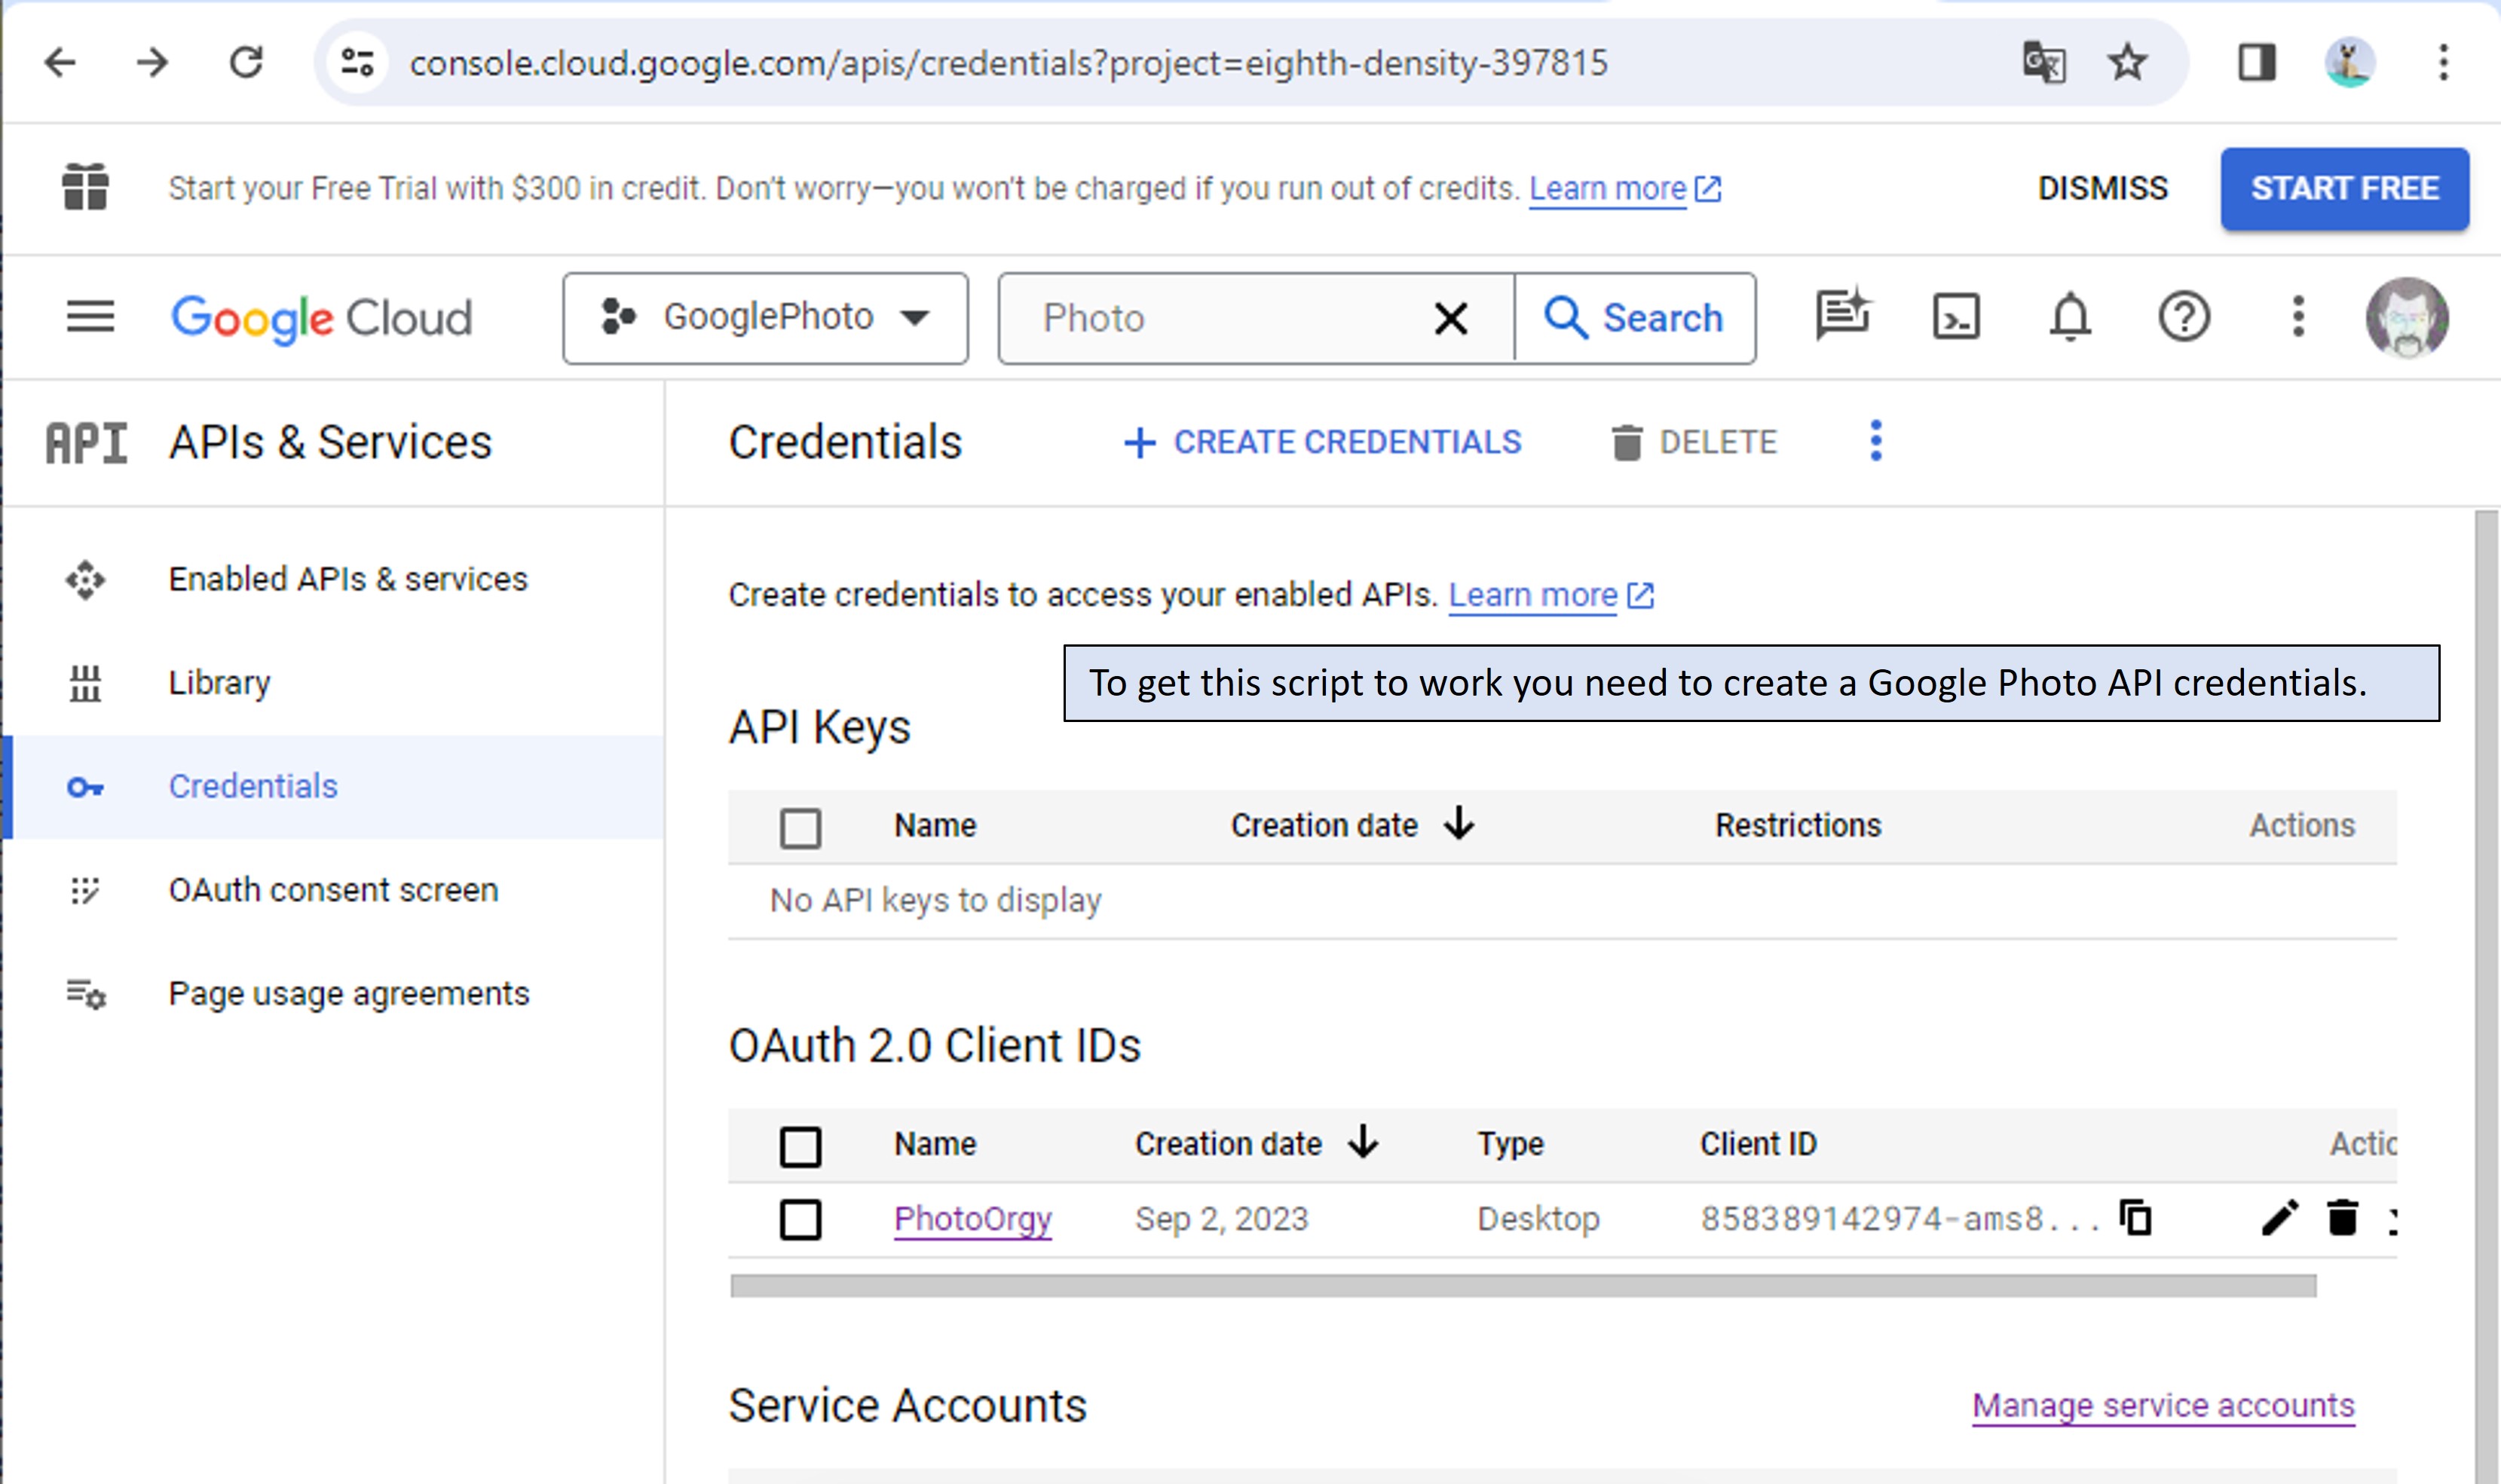 console.cloud.google.com/apis/credentials?project=eighth-density-397815
Start your Free Trial with $300 in credit. Don't worry—you won't be charged if you run out of credits. Learn more
DISMISS
START FREE
Google Cloud
GooglePhoto
Photo
Search
API APIs & Services
Credentials
+ CREATE CREDENTIALS
DELETE
Enabled APIs & services
Library
Credentials
OAuth consent screen
Page usage agreements
Create credentials to access your enabled APIs. Learn more
To get this script to work you need to create a Google Photo API credentials.
API Keys
Name Creation date Restrictions Actions
No API keys to display
OAuth 2.0 Client IDs
Name Creation date Type Client ID Actic
PhotoOrgy Sep 2, 2023 Desktop 858389142974-ams8...
Service Accounts
Manage service accounts